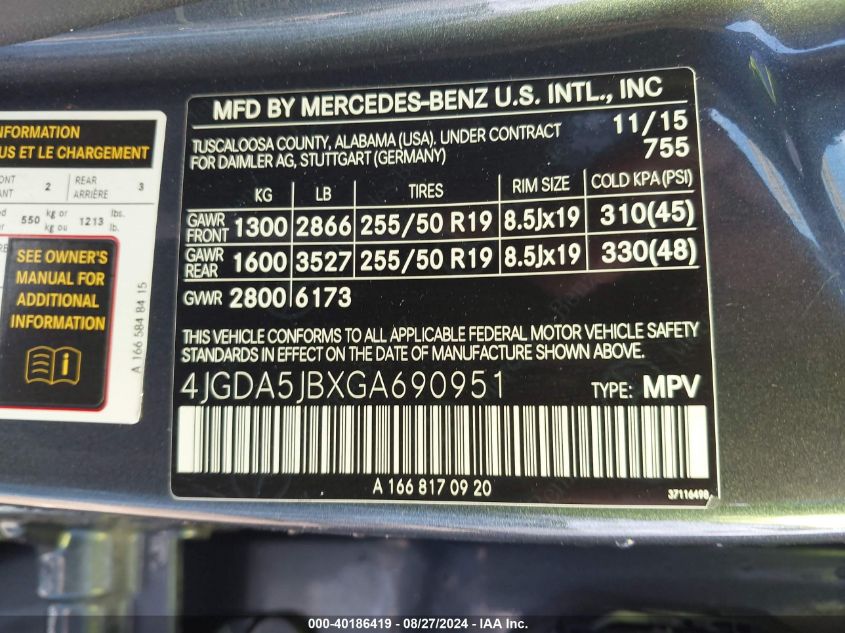 INFORMATION
US ET LE CHARGEMENT
2 REAR ARRIÈRE 3
550 kg or kg ou 1213 lbs. lb.
SEE OWNER'S
MANUAL FOR
ADDITIONAL
INFORMATION
A 166 584 84 15
MFD BY MERCEDES-BENZ U.S. INTL., INC
TUSCALOOSA COUNTY, ALABAMA (USA). UNDER CONTRACT 11/15
FOR DAIMLER AG, STUTTGART (GERMANY) 755
KG LB TIRES RIM SIZE COLD KPA(PSI)
GAWR FRONT 1300 2866 255/50 R19 8.5Jx19 310(45)
GAWR REAR 1600 3527 255/50 R19 8.5Jx19 330(48)
GVWR 2800 6173
THIS VEHICLE CONFORMS TO ALL APPLICABLE FEDERAL MOTOR VEHICLE SAFETY
STANDARDS IN EFFECT ON THE DATE OF MANUFACTURE SHOWN ABOVE.
4JGDA5JBXGA690951 TYPE: MPV
A 166 817 09 20
37116498
000-40186419 - 08/27/2024 - IAA Inc.